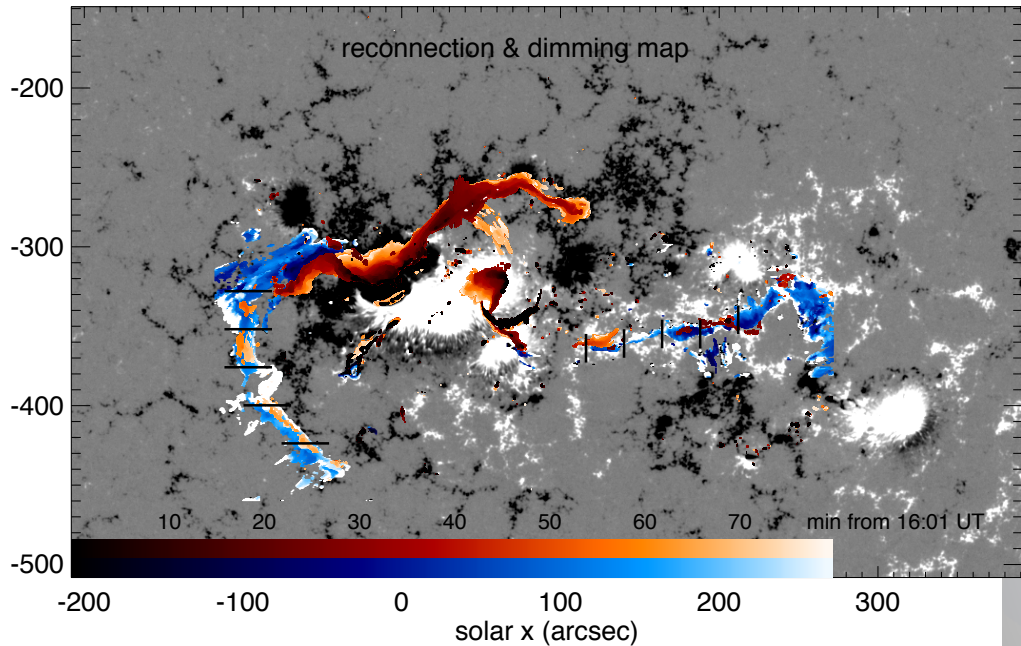 reconnection & dimming map
-200
-300
-400
-500
10 20 30 40 50 60 70 min from 16:01 UT
-200 -100 0 100 200 300
solar x (arcsec)